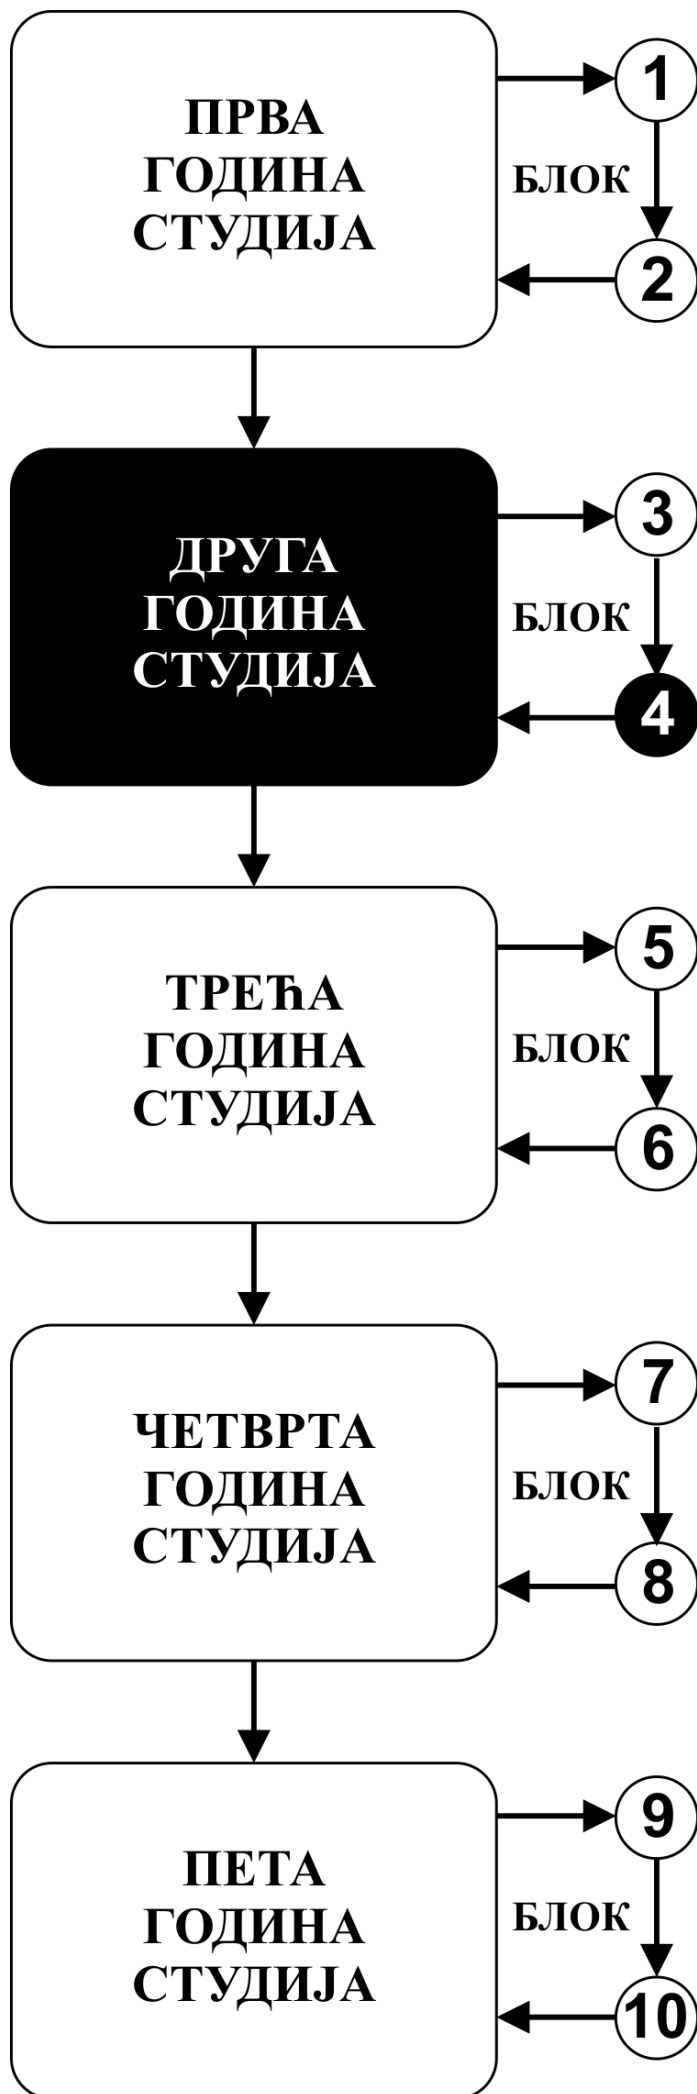 ПРВА
ГОДИНА
СТУДИЈА
1
БЛОК
2
ДРУГА
ГОДИНА
СТУДИЈА
3
БЛОК
4
ТРЕЋА
ГОДИНА
СТУДИЈА
5
БЛОК
6
ЧЕТВРТА
ГОДИНА
СТУДИЈА
7
БЛОК
8
ПЕТА
ГОДИНА
СТУДИЈА
9
БЛОК
10